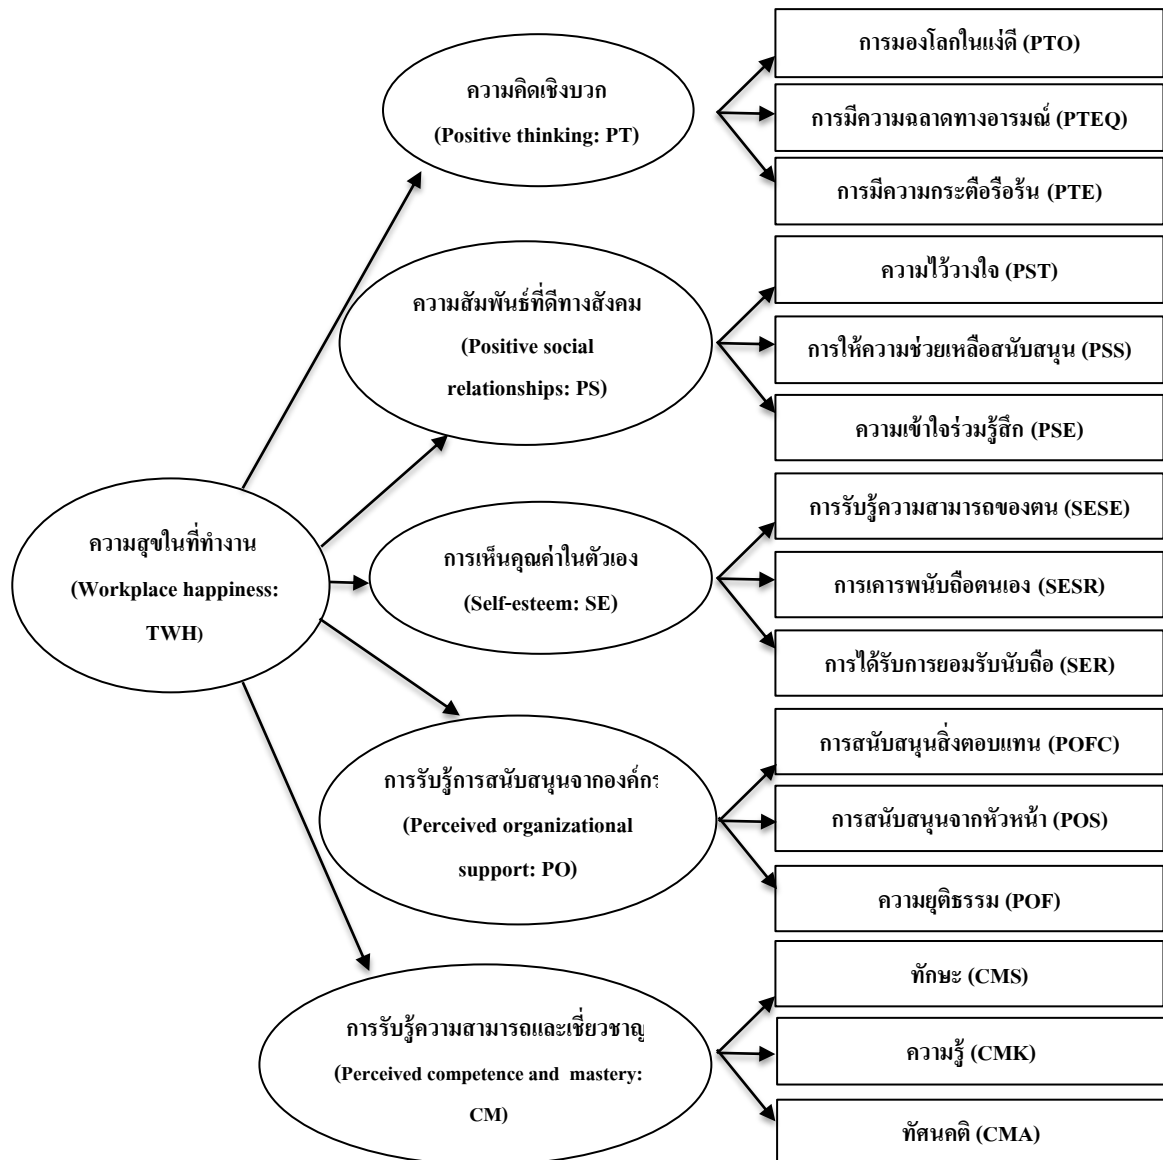 การมองโลกในแง่ดี (PTO)
ความคิดเชิงบวก
(Positive thinking: PT)
การมีความฉลาดทางอารมณ์ (PTEQ)
การมีความกระตือรือร้น (PTE)
ความไว้วางใจ (PST)
ความสัมพันธ์ที่ดีทางสังคม
(Positive social
relationships: PS)
การให้ความช่วยเหลือสนับสนุน (PSS)
ความเข้าใจร่วมรู้สึก (PSE)
ความสุขในที่ทำงาน
(Workplace happiness:
TWH)
การรับรู้ความสามารถของตน (SESE)
การเห็นคุณค่าในตัวเอง
(Self-esteem: SE)
การเคารพนับถือตนเอง (SESR)
การได้รับการยอมรับนับถือ (SER)
การสนับสนุนสิ่งตอบแทน (POFC)
การรับรู้การสนับสนุนจากองค์กร
(Perceived organizational
support: PO)
การสนับสนุนจากหัวหน้า (POS)
ความยุติธรรม (POF)
ทักษะ (CMS)
การรับรู้ความสามารถและเชี่ยวชาญ
(Perceived competence and mastery:
CM)
ความรู้ (CMK)
ทัศนคติ (CMA)